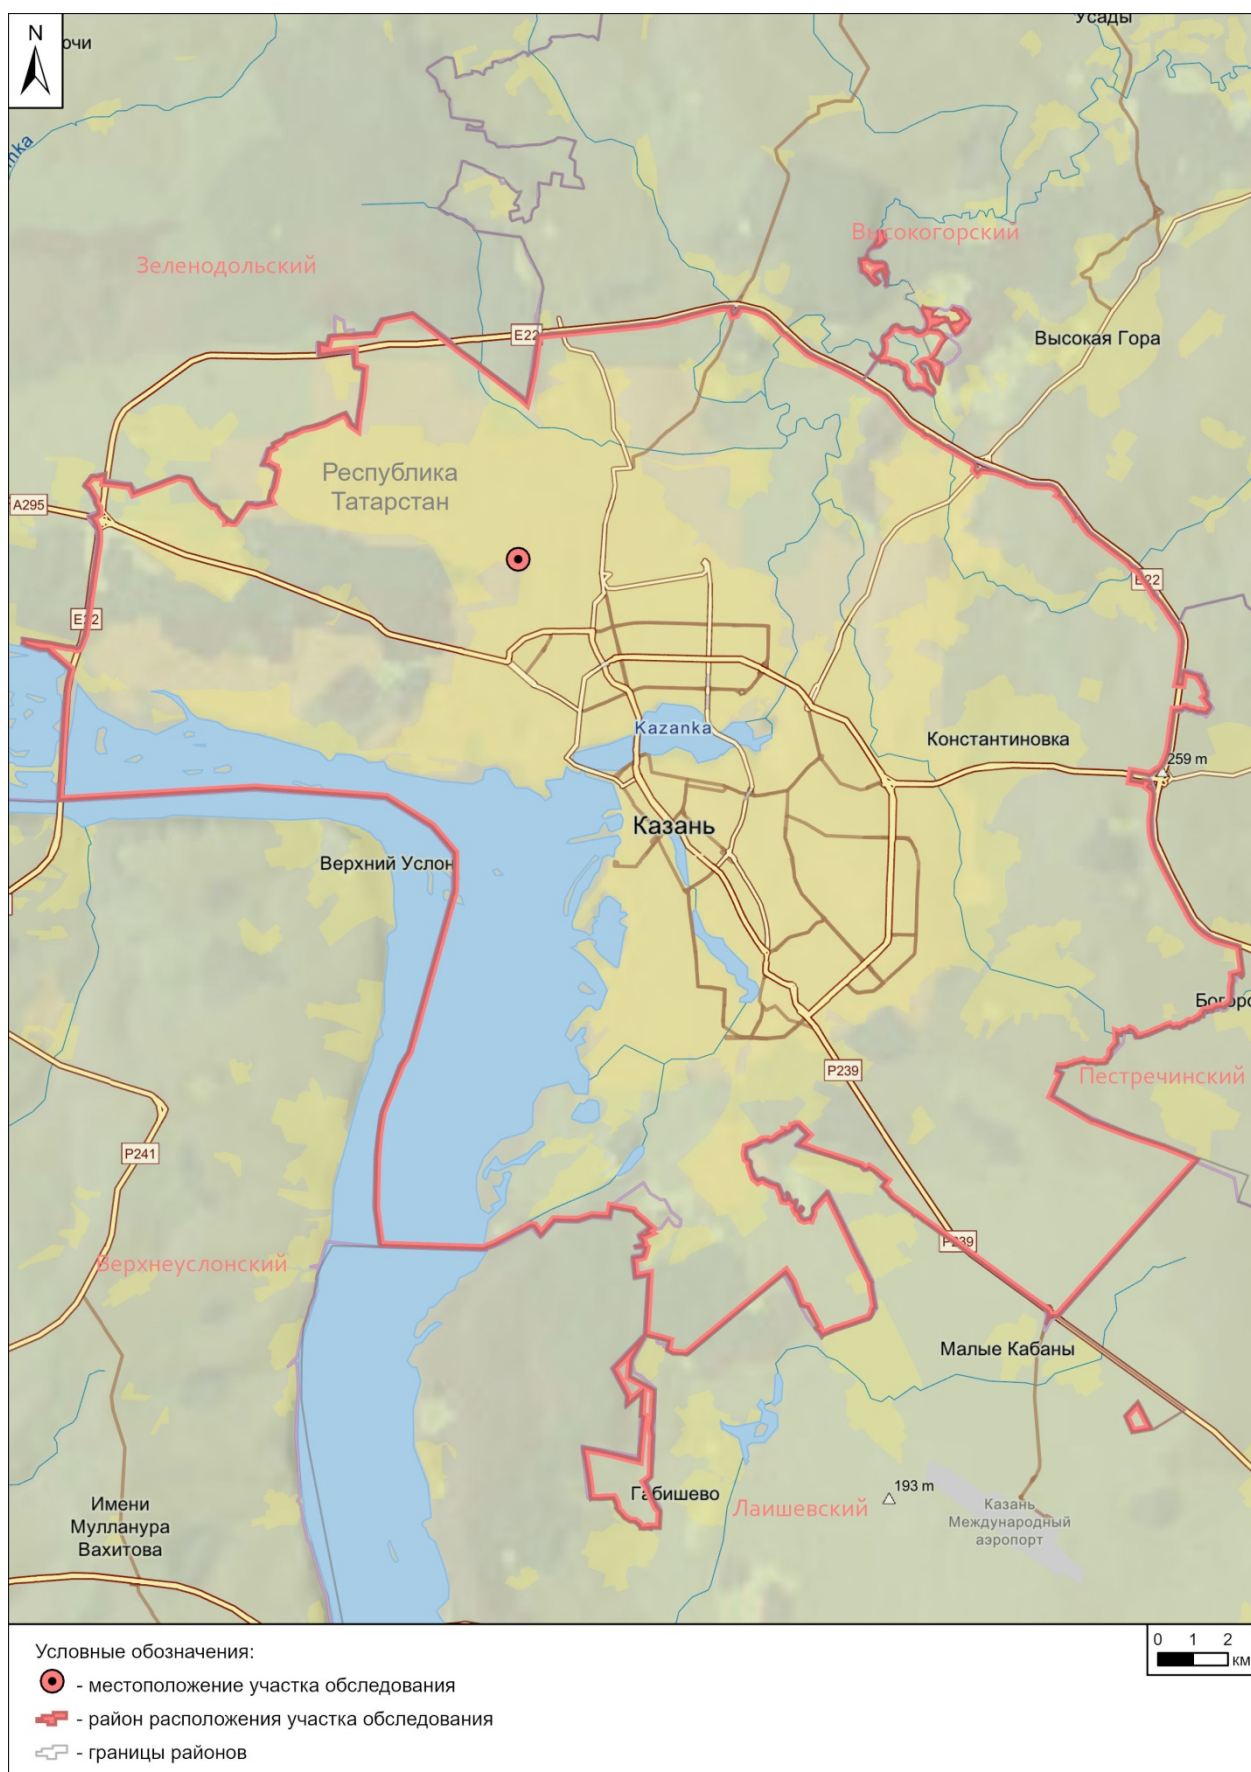 N
Усады
Высокогорский
Зеленодольский
E22
Высокая Гора
Республика
Татарстан
A295
E22
E22
Kazanka
Константиновка
259 m
Казань
Верхний Услон
P239
Пестречинский
P241
P239
Верхнеуслонский
Малые Кабаны
Габишево
193 m
Лаишевский
Имени
Мулланура
Вахитова
Казань
Международный
аэропорт
Условные обозначения:
- местоположение участка обследования
- район расположения участка обследования
- границы районов
0 1 2
км